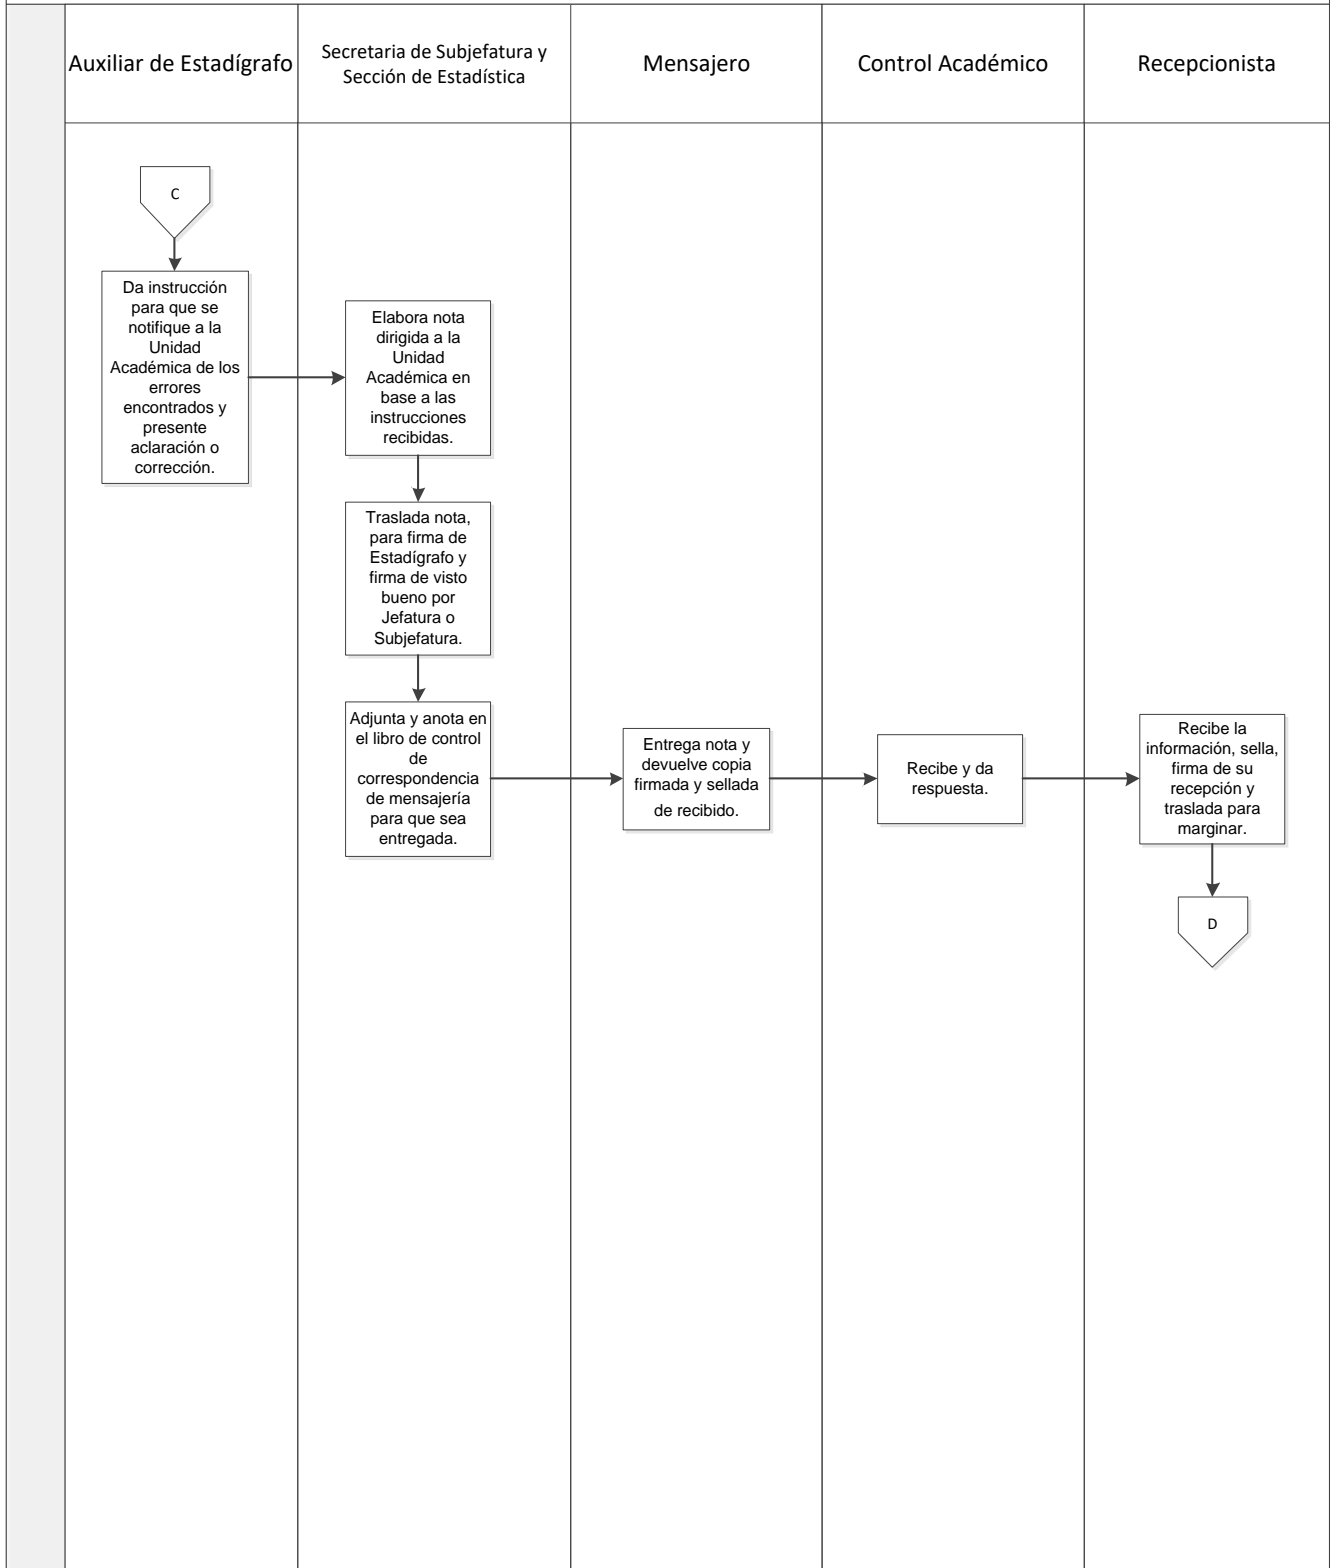 Auxiliar de Estadígrafo
Secretaria de Subjefatura y
Sección de Estadística
Mensajero
Control Académico
Recepcionista
C
Da instrucción
para que se
notifique a la
Unidad
Académica de los
errores
encontrados y
presente
aclaración o
corrección.
Elabora nota
dirigida a la
Unidad
Académica en
base a las
instrucciones
recibidas.
Traslada nota,
para firma de
Estadígrafo y
firma de visto
bueno por
Jefatura o
Subjefatura.
Adjunta y anota en
el libro de control
de
correspondencia
de mensajería
para que sea
entregada.
Entrega nota y
devuelve copia
firmada y sellada
de recibido.
Recibe y da
respuesta.
Recibe la
información, sella,
firma de su
recepción y
traslada para
marginar.
D